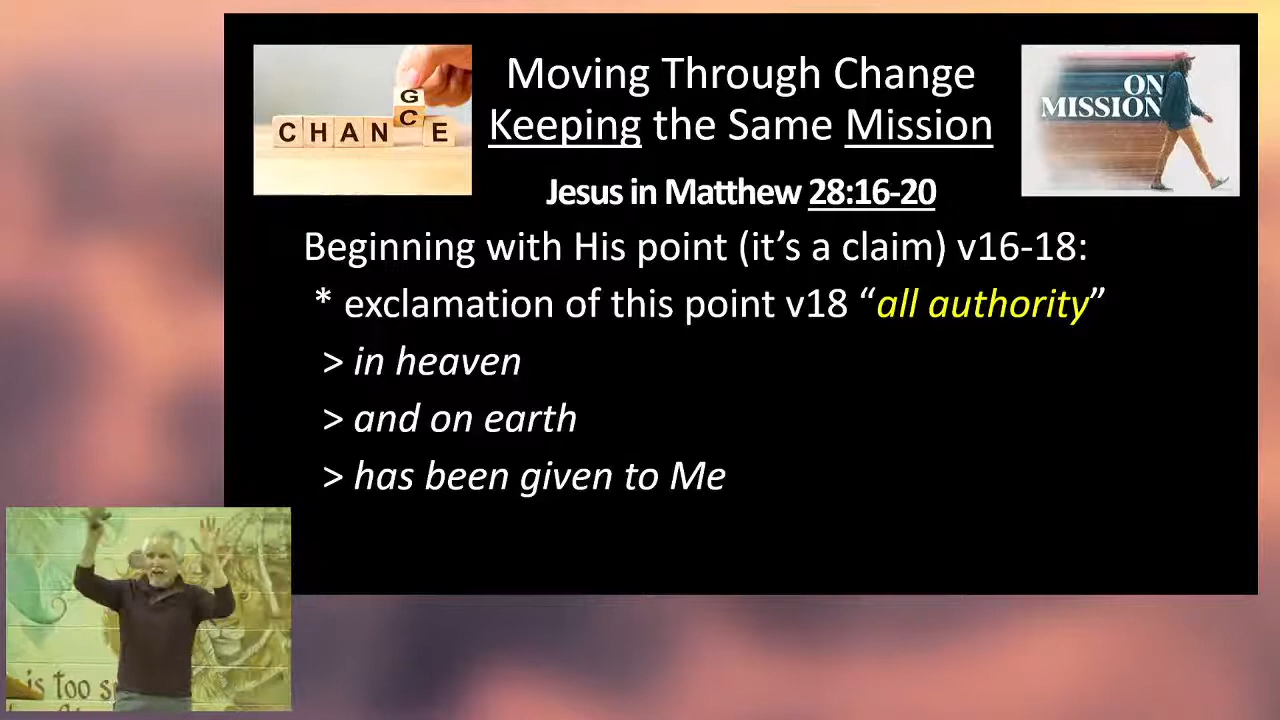 CHAN
G
C
E
Moving Through Change
Keeping the Same Mission
ON
MISSION
Jesus in Matthew 28:16-20
Beginning with His point (it’s a claim) v16-18:
* exclamation of this point v18 “all authority”
> in heaven
> and on earth
> has been given to Me
is too